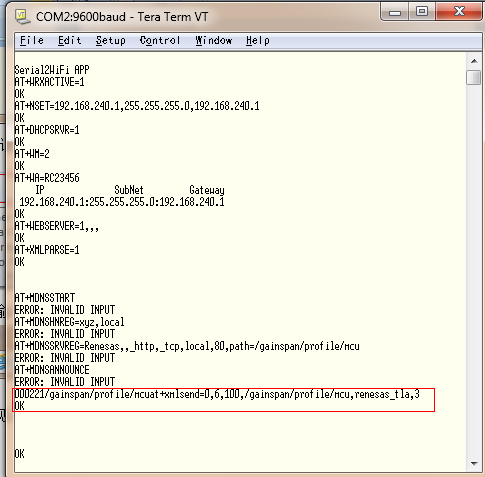 COM2:9600baud - Tera Term VT
File Edit Setup Control Window Help
Serial2WiFi APP
AT+WRXACTIVE=1
OK
AT+NSET=192.168.240.1,255.255.255.0,192.168.240.1
OK
AT+DHCPSRVR=1
OK
AT+WM=2
OK
AT+WA=RC23456
IP SubNet Gateway
192.168.240.1:255.255.255.0:192.168.240.1
OK
AT+WEBSERVER=1,,,
OK
AT+XMLPARSE=1
OK
AT+MDNSSTART
ERROR: INVALID INPUT
AT+MDNSHNREG=xyz,local
ERROR: INVALID INPUT
AT+MDNSSRVREG=Renesas,,_http,_tcp,local,80,path=/gainspan/profile/mcu
ERROR: INVALID INPUT
AT+MDNSANNOUNCE
ERROR: INVALID INPUT
000221/gainspan/profile/mcuat+xmlsend=0,6,100,/gainspan/profile/mcu,renesas_tla,3
OK
OK